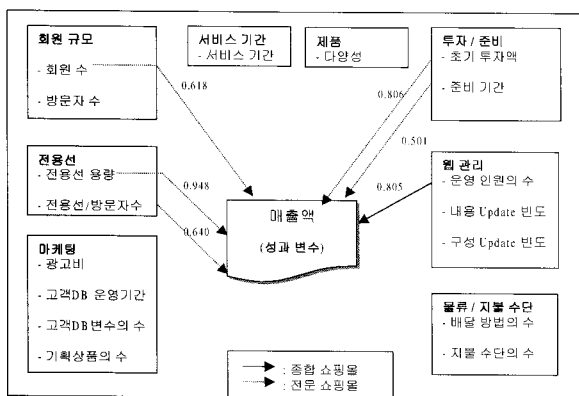 회원 규모
- 회원 수
- 방문자 수
서비스 기간
- 서비스 기간
제품
- 다양성
투자 / 준비
- 초기 투자액
- 준비 기간
0.618
0.806
0.501
전용선
- 전용선 용량
- 전용선/방문자수
0.948
0.640
매출액
(성과 변수)
0.805
웹 관리
- 운영 인원의 수
- 내용 Update 빈도
- 구성 Update 빈도
마케팅
- 광고비
- 고객DB 운영기간
- 고객DB변수의 수
- 기획상품의 수
물류 / 지불 수단
- 배달 방법의 수
- 지불 수단의 수
: 종합 쇼핑몰
: 전문 쇼핑몰